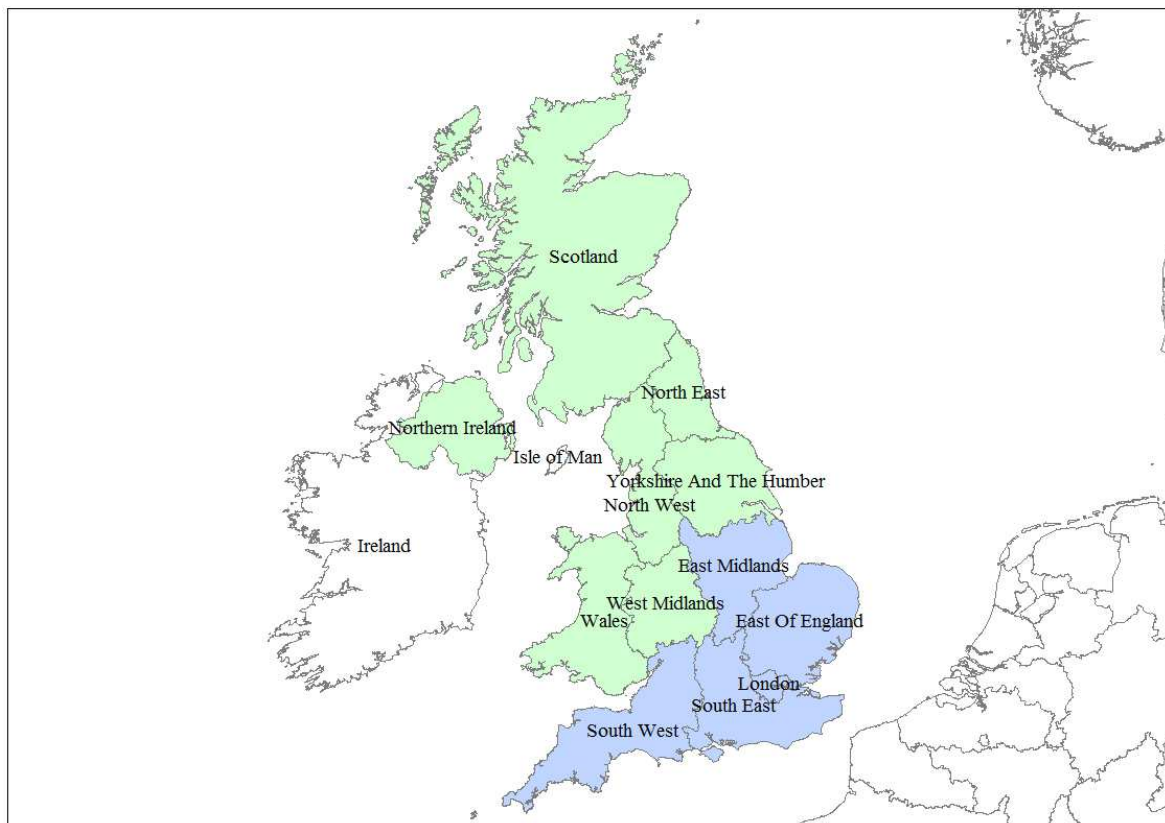 Scotland
North East
Northern Ireland
Isle of Man
Yorkshire And The Humber
North West
Ireland
East Midlands
West Midlands
Wales
East Of England
London
South East
South West